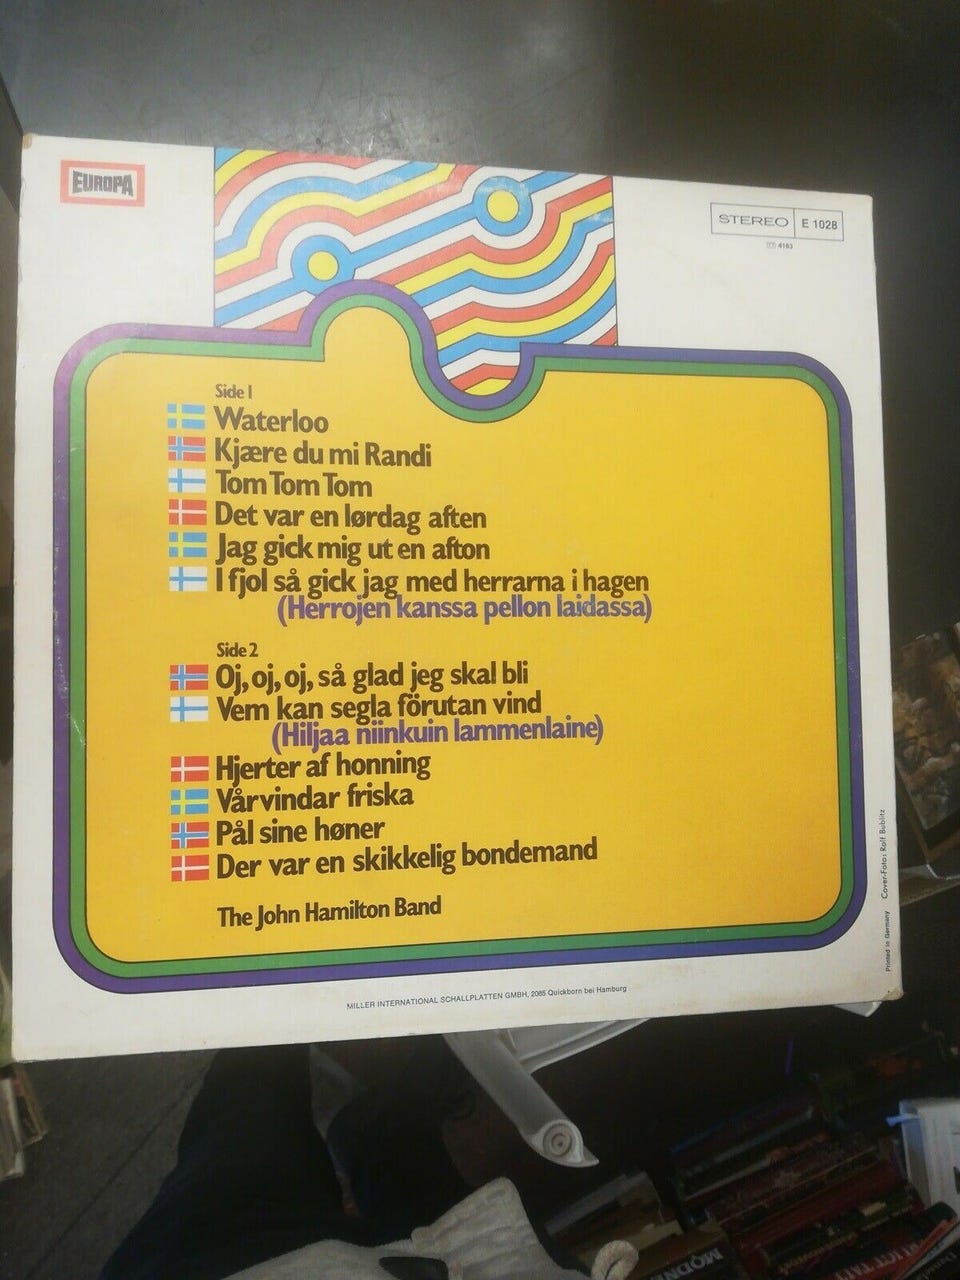 EUROPA
STEREO E 1028
4163
Side 1
Waterloo
Kjære du mi Randi
Tom Tom Tom
Det var en lørdag aften
Jag gick mig ut en afton
I fjol så gick jag med herrarna i hagen
(Herrojen kanssa pellon laidassa)
Side 2
Oj, oj, oj, så glad jeg skal bli
Vem kan segla förutan vind
(Hiljaa niinkuin lammenlaine)
Hjerter af honning
Vårvindar friska
Pål sine høner
Der var en skikkelig bondemand
The John Hamilton Band
MILLER INTERNATIONAL SCHALLPLATTEN GMBH, 2085 Quickborn bei Hamburg
Printed in Germany Cover-Foto: Rolf Bublitz